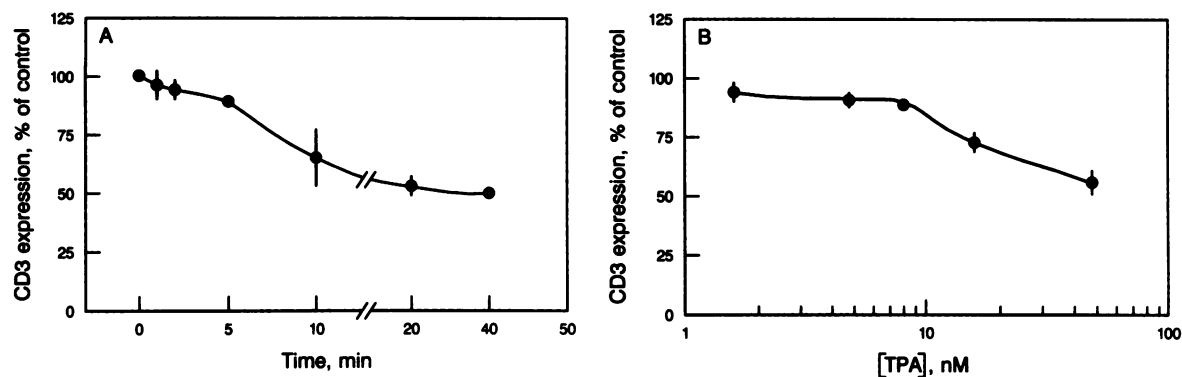 A
CD3 expression, % of control
125
100
75
50
25
0
0 5 10 20 40 50
Time, min
B
CD3 expression, % of control
125
100
75
50
25
0
1 10 100
[TPA], nM